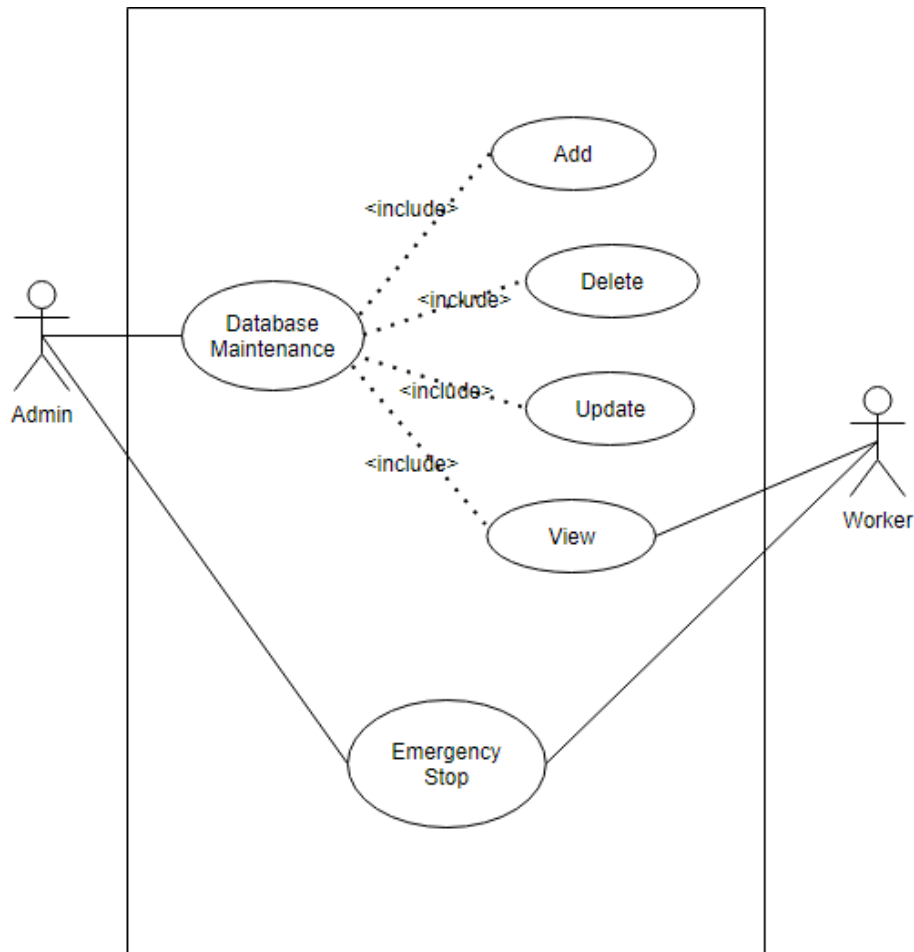 Add
<include>
Delete
<include>
Database
Maintenance
Admin
<include>
Update
<include>
View
Worker
Emergency
Stop